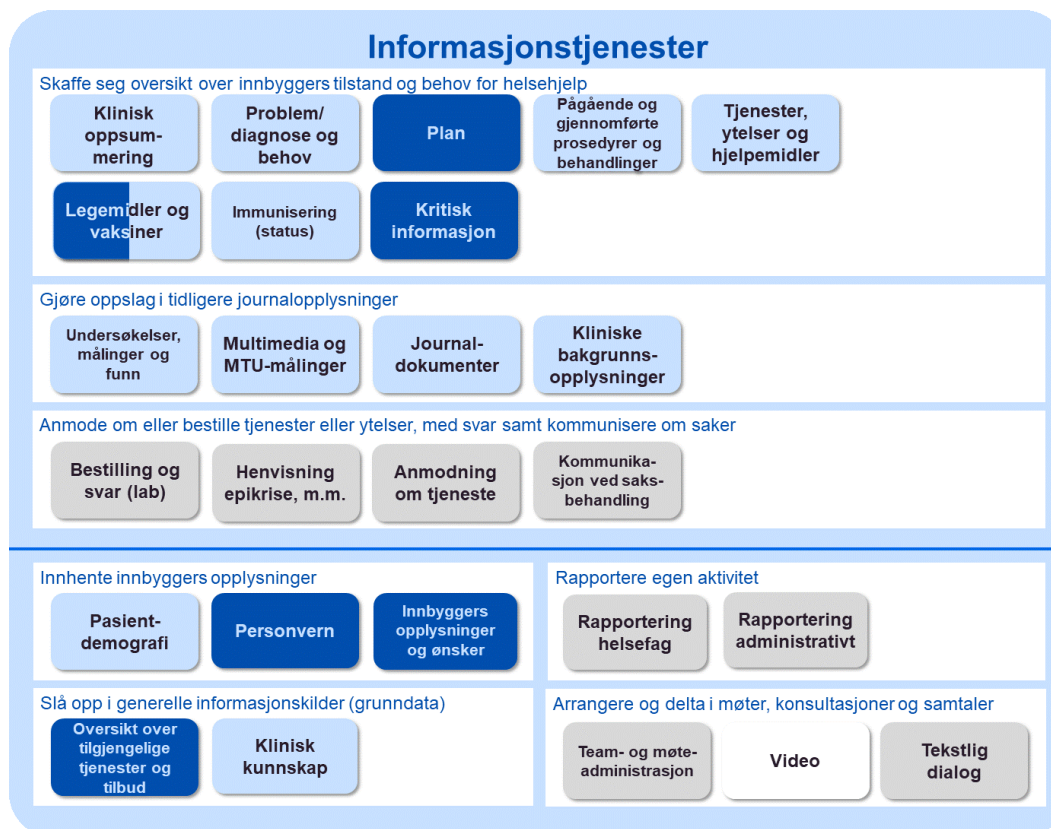 Informasjonstjenester
Skaffe seg oversikt over innbyggers tilstand og behov for helsehjelp
Klinisk
oppsum-
mering
Problem/
diagnose og
behov
Plan
Pågående og
gjennomførte
prosedyrer og
behandlinger
Tjenester,
ytelser og
hjelpemidler
Legemidler og
vaksiner
Immunisering
(status)
Kritisk
informasjon
Gjøre oppslag i tidligere journalopplysninger
Undersøkelser,
målinger og
funn
Multimedia og
MTU-målinger
Journal-
dokumenter
Kliniske
bakgrunns-
opplysninger
Anmode om eller bestille tjenester eller ytelser, med svar samt kommunisere om saker
Bestilling og
svar (lab)
Henvisning
epikrise, m.m.
Anmodning
om tjeneste
Kommunika-
sjon ved saks-
behandling
Innhente innbyggers opplysninger
Pasient-
demografi
Personvern
Innbyggers
opplysninger
og ønsker
Rapportere egen aktivitet
Rapportering
helsefag
Rapportering
administrativt
Slå opp i generelle informasjonskilder (grunndata)
Oversikt over
tilgjengelige
tjenester og
tilbud
Klinisk
kunnskap
Arrangere og delta i møter, konsultasjoner og samtaler
Team- og møte-
administrasjon
Video
Tekstlig
dialog